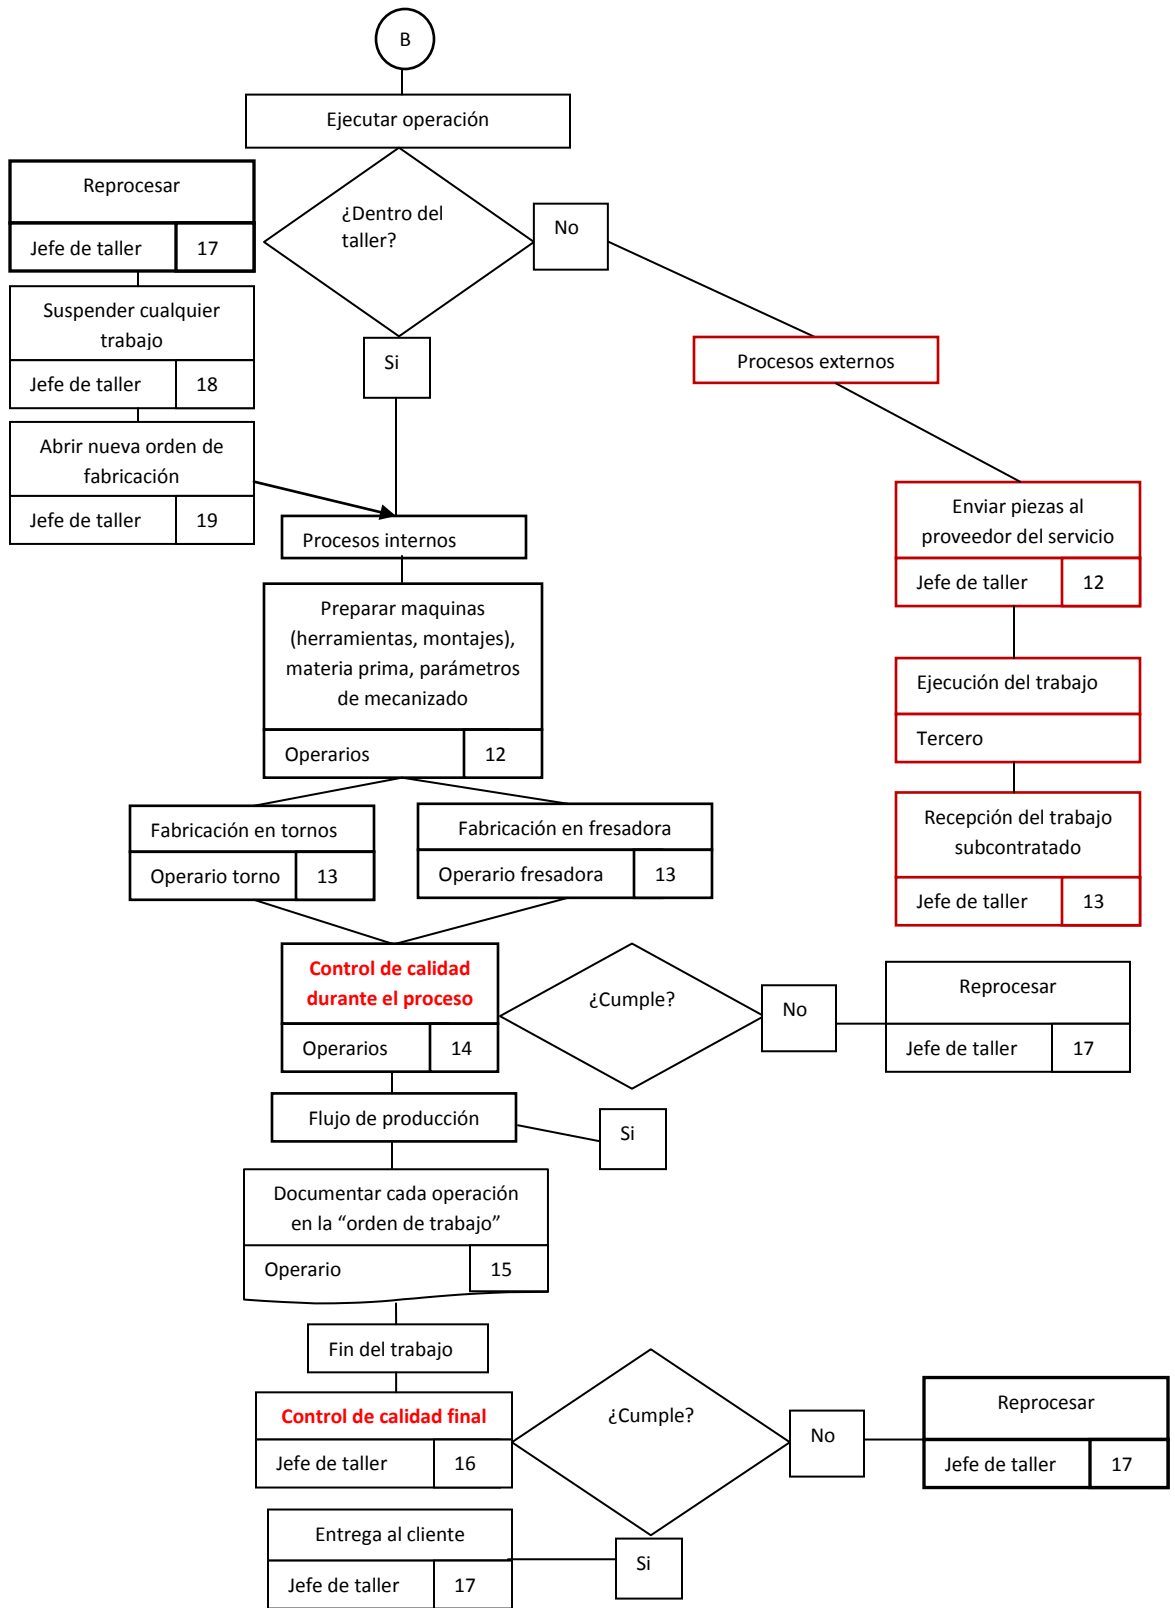 B
Ejecutar operación
Reprocesar
Jefe de taller 17
¿Dentro del
taller?
No
Suspender cualquier
trabajo
Jefe de taller 18
Si
Procesos externos
Abrir nueva orden de
fabricación
Jefe de taller 19
Procesos internos
Enviar piezas al
proveedor del servicio
Jefe de taller 12
Preparar maquinas
(herramientas, montajes),
materia prima, parámetros
de mecanizado
Operarios 12
Ejecución del trabajo
Tercero
Fabricación en tornos
Operario torno 13
Fabricación en fresadora
Operario fresadora 13
Recepción del trabajo
subcontratado
Jefe de taller 13
Control de calidad
durante el proceso
Operarios 14
¿Cumple?
No
Reprocesar
Jefe de taller 17
Flujo de producción
Si
Documentar cada operación
en la “orden de trabajo”
Operario 15
Fin del trabajo
Control de calidad final
Jefe de taller 16
¿Cumple?
No
Reprocesar
Jefe de taller 17
Entrega al cliente
Jefe de taller 17
Si